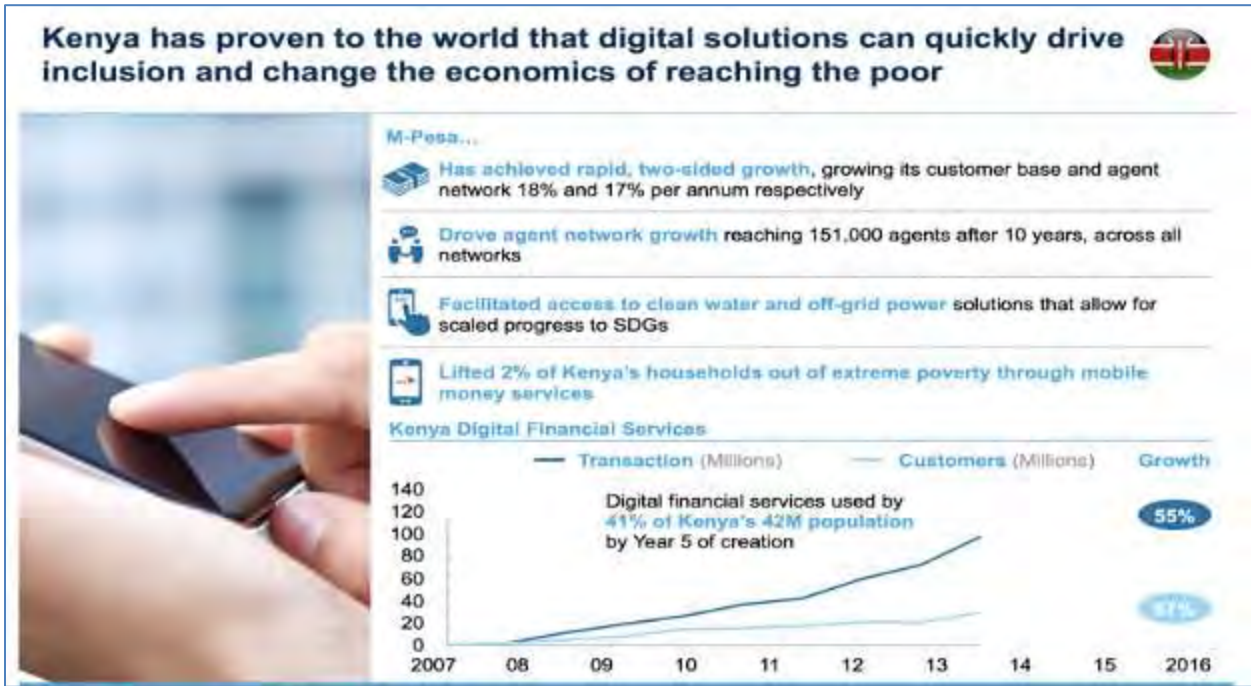 Kenya has proven to the world that digital solutions can quickly drive
inclusion and change the economics of reaching the poor
M-Pesa...
Has achieved rapid, two-sided growth, growing its customer base and agent
network 18% and 17% per annum respectively
Drove agent network growth reaching 151,000 agents after 10 years, across all
networks
Facilitated access to clean water and off-grid power solutions that allow for
scaled progress to SDGs
Lifted 2% of Kenya's households out of extreme poverty through mobile
money services
Kenya Digital Financial Services
Transaction (Millions) Customers (Millions) Growth
Digital financial services used by
41% of Kenya's 42M population
by Year 5 of creation
140
120
100
80
60
40
20
0
55%
2007 08 09 10 11 12 13 14 15 2016